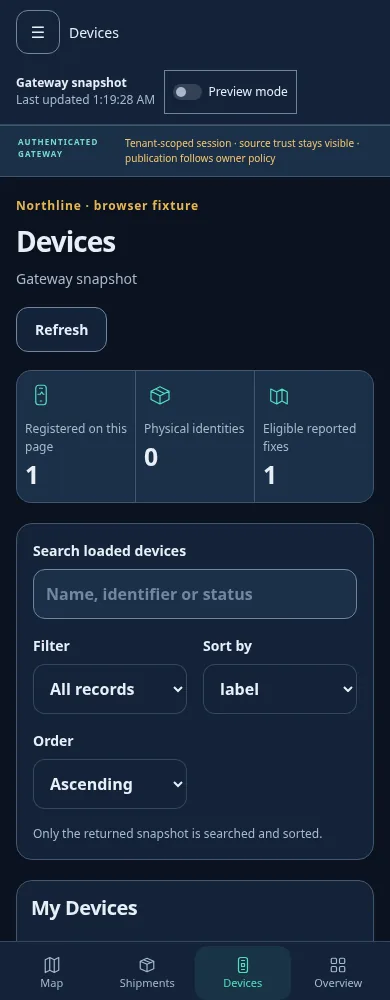 Devices
Gateway snapshot
Last updated 1:19:28 AM
Preview mode
AUTHENTICATED
GATEWAY
Tenant-scoped session · source trust stays visible ·
publication follows owner policy
Northline · browser fixture
Devices
Gateway snapshot
Refresh
Registered on this
page
1
Physical identities
0
Eligible reported
fixes
1
Search loaded devices
Name, identifier or status
Filter
Sort by
All records
label
Order
Ascending
Only the returned snapshot is searched and sorted.
My Devices
Map
Shipments
Devices
Overview